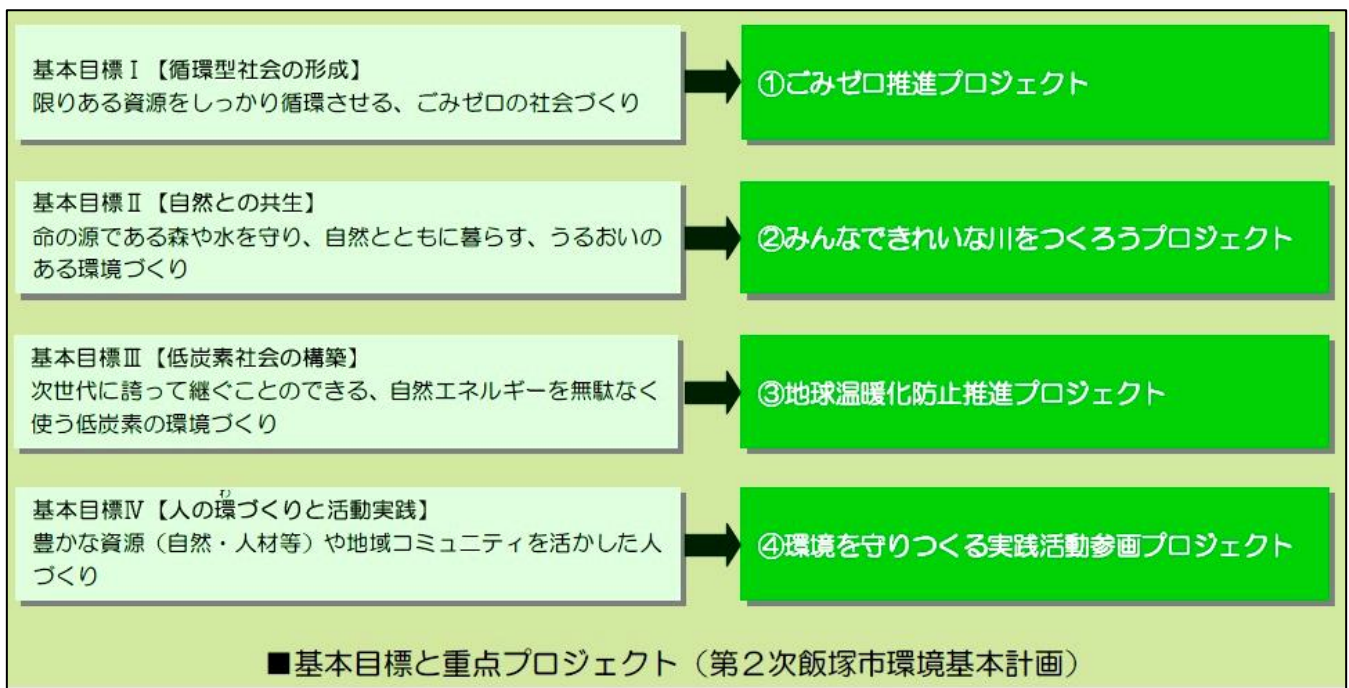 基本目標Ⅰ【循環型社会の形成】
限りある資源をしっかり循環させる、ごみゼロの社会づくり
①ごみゼロ推進プロジェクト
基本目標Ⅱ【自然との共生】
命の源である森や水を守り、自然とともに暮らす、うるおいの
ある環境づくり
②みんなできれいな川をつくろうプロジェクト
基本目標Ⅲ【低炭素社会の構築】
次世代に誇って継ぐことのできる、自然エネルギーを無駄なく
使う低炭素の環境づくり
③地球温暖化防止推進プロジェクト
わ
基本目標Ⅳ【人の環づくりと活動実践】
豊かな資源（自然・人材等）や地域コミュニティを活かした人
づくり
④環境を守りつくる実践活動参画プロジェクト
■基本目標と重点プロジェクト（第２次飯塚市環境基本計画）